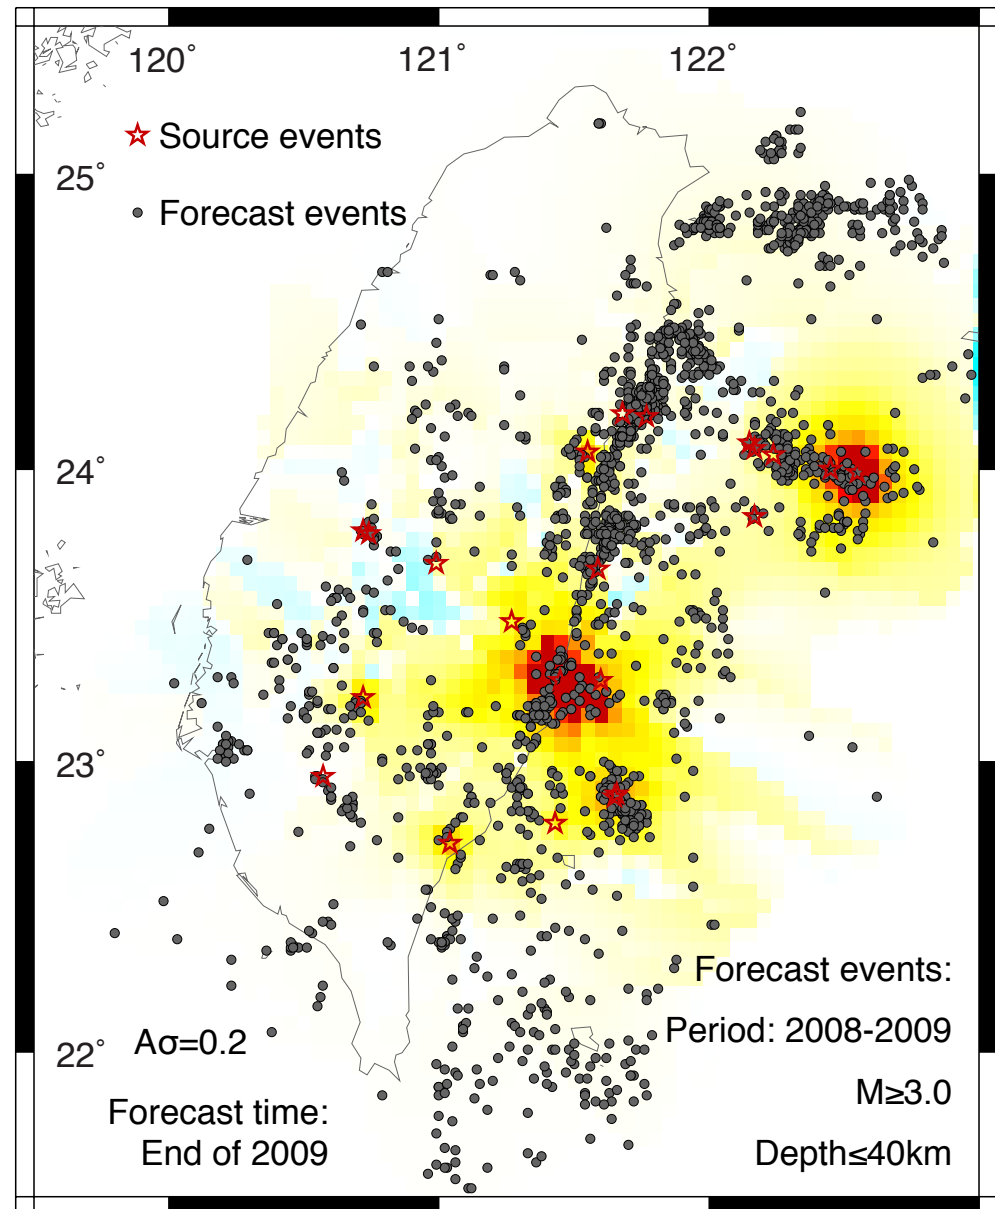 120˚ 121˚ 122˚
Source events
25˚
Forecast events
24˚
23˚
Forecast events:
Period: 2008-2009
Aσ=0.2
22˚
M≥3.0
Forecast time:
End of 2009
Depth≤40km